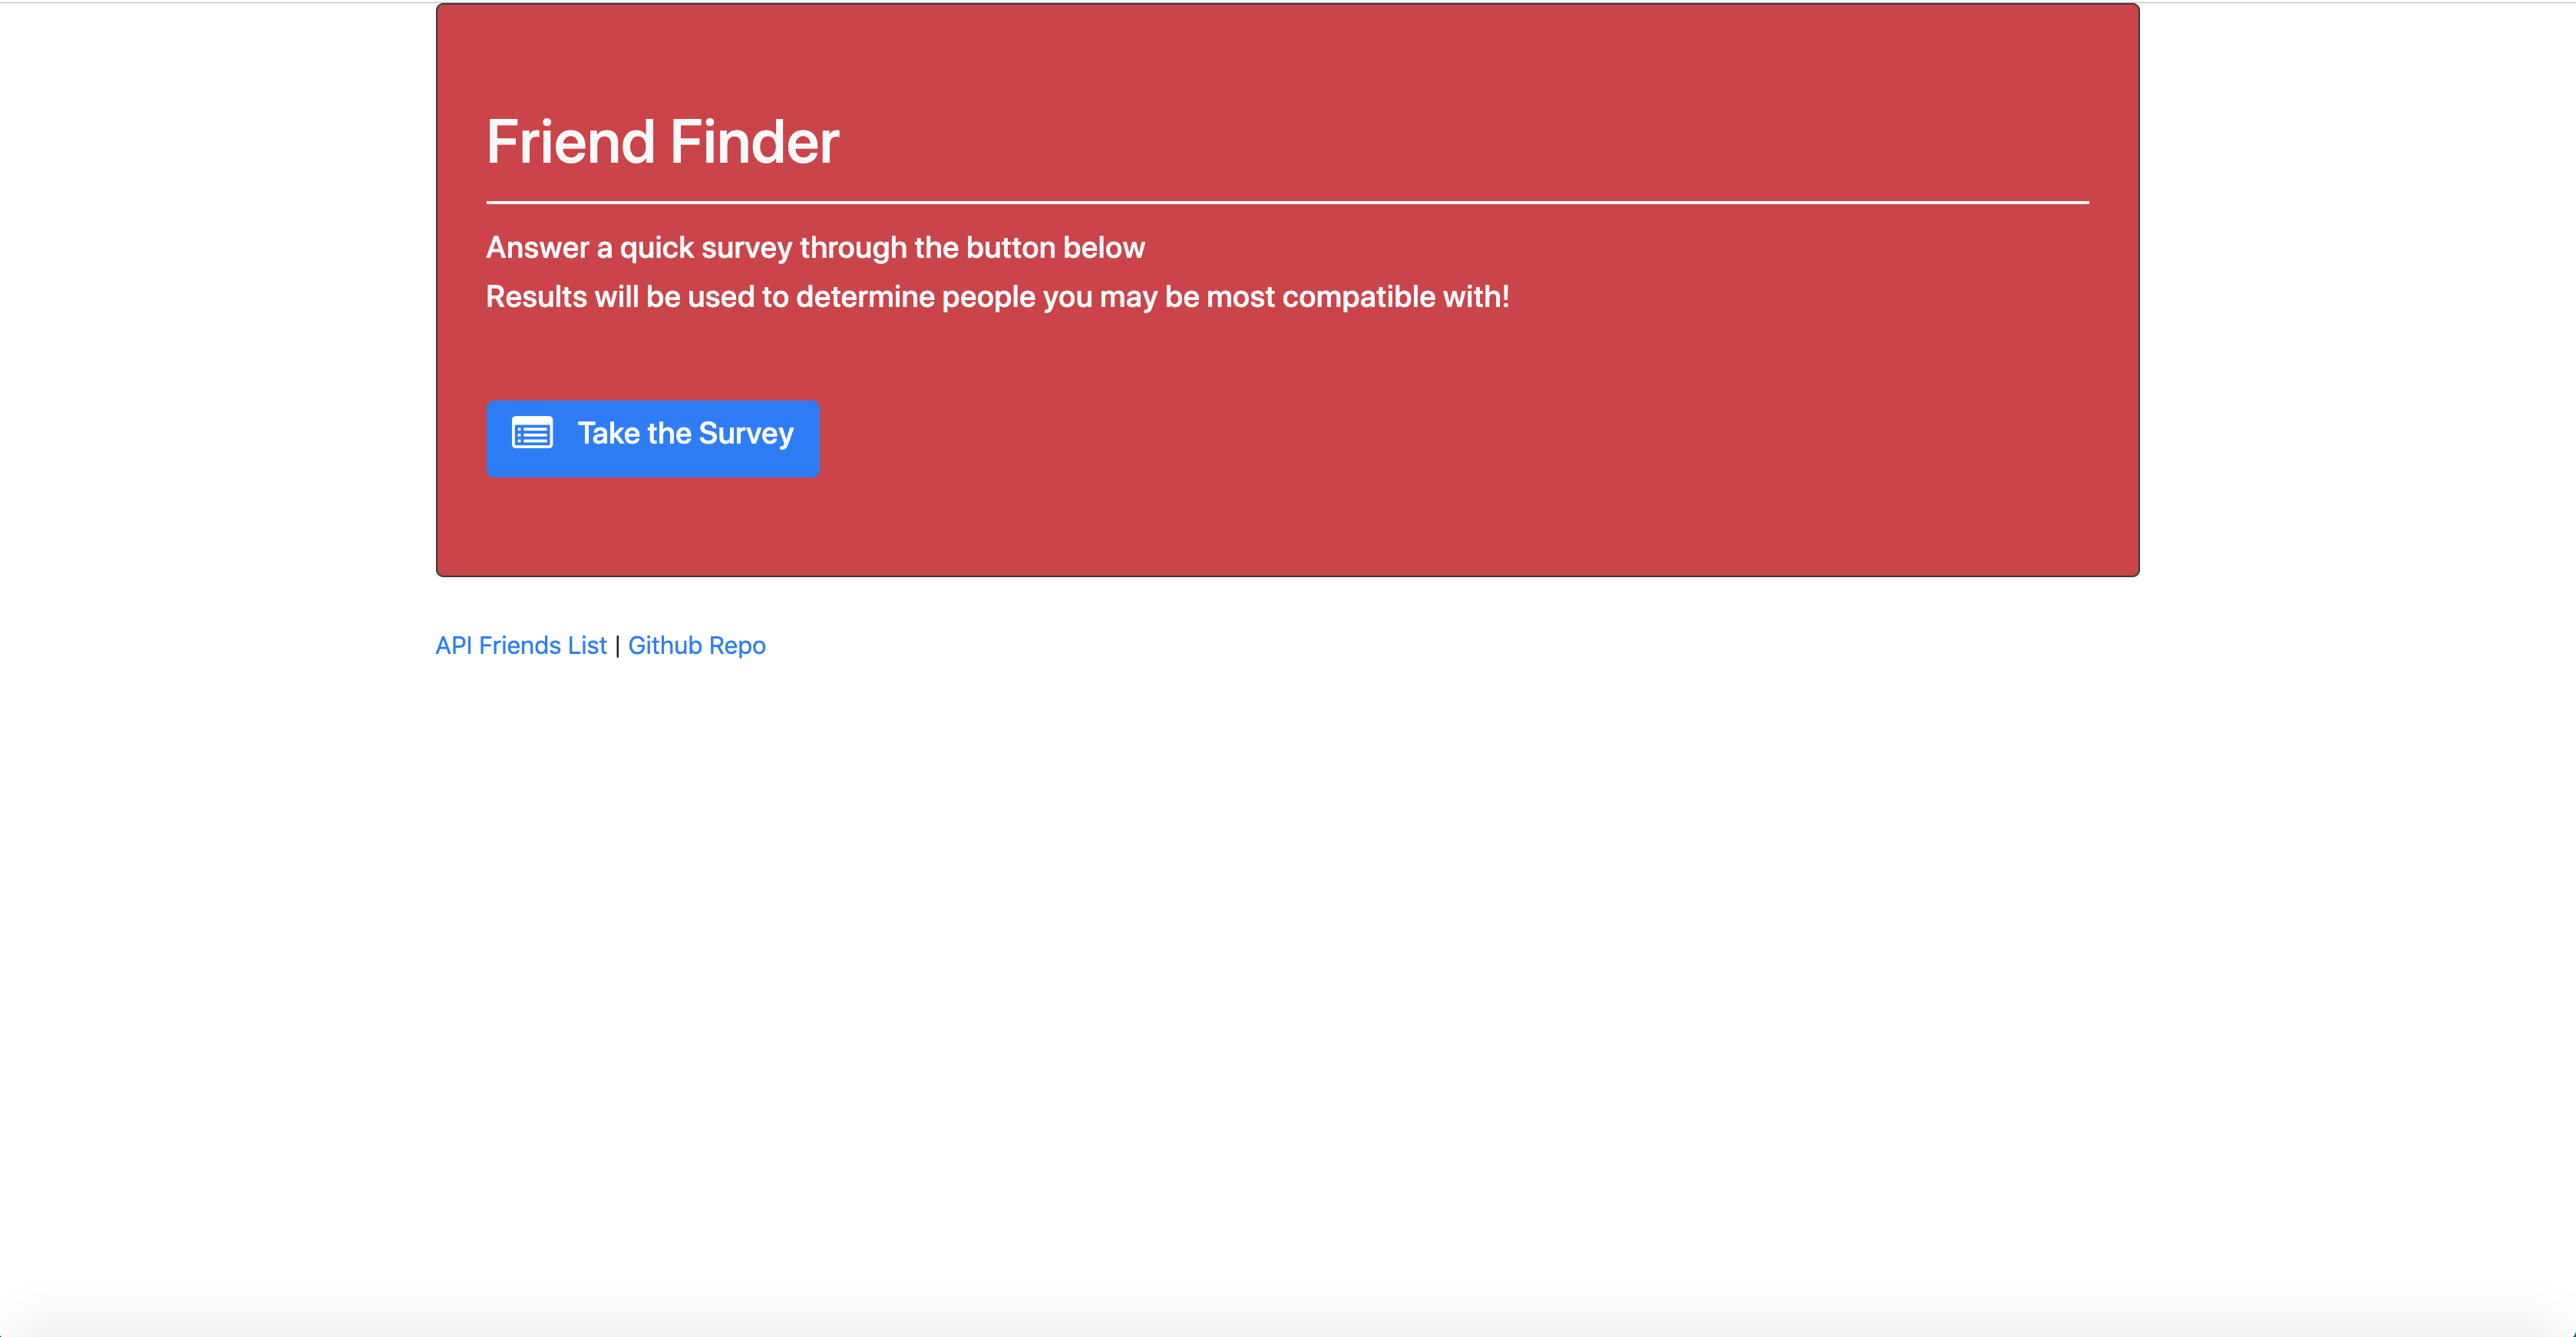 Friend Finder
Answer a quick survey through the button below
Results will be used to determine people you may be most compatible with!
Take the Survey
API Friends List | Github Repo